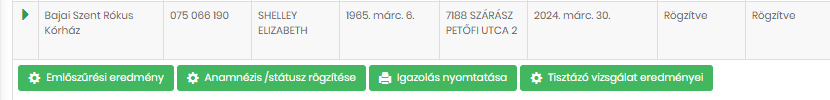 Bajai Szent Rókus Kórház
075 066 190
SHELLEY ELIZABETH
1965. márc. 6.
7188 SZÁRÁSZ PETŐFI UTCA 2
2024. márc. 30.
Rögzítve
Rögzítve
Emlőszűrési eredmény
Anamnézis /státusz rögzítése
Igazolás nyomtatása
Tisztázó vizsgálat eredményei